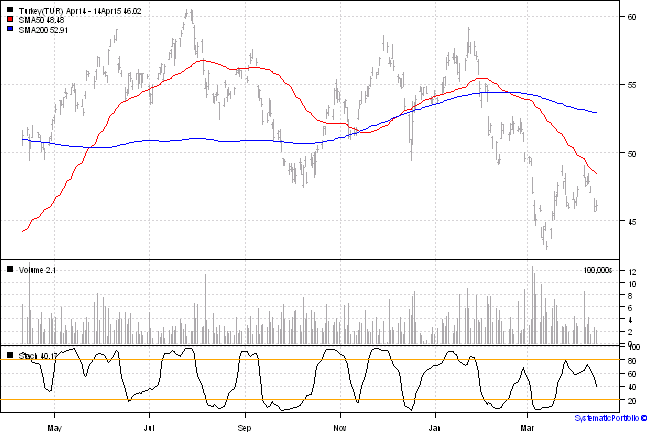 Turkey(TUR) Apr14 - 14Apr15 46.02
SMA50 48.48
SMA200 52.91
60
55
50
45
Volume 2.1
100,000s
12
10
8
6
4
2
0
Stoch 40.17
100
80
60
40
20
May Jul Sep Nov Jan Mar
SystematicPortfolio ©